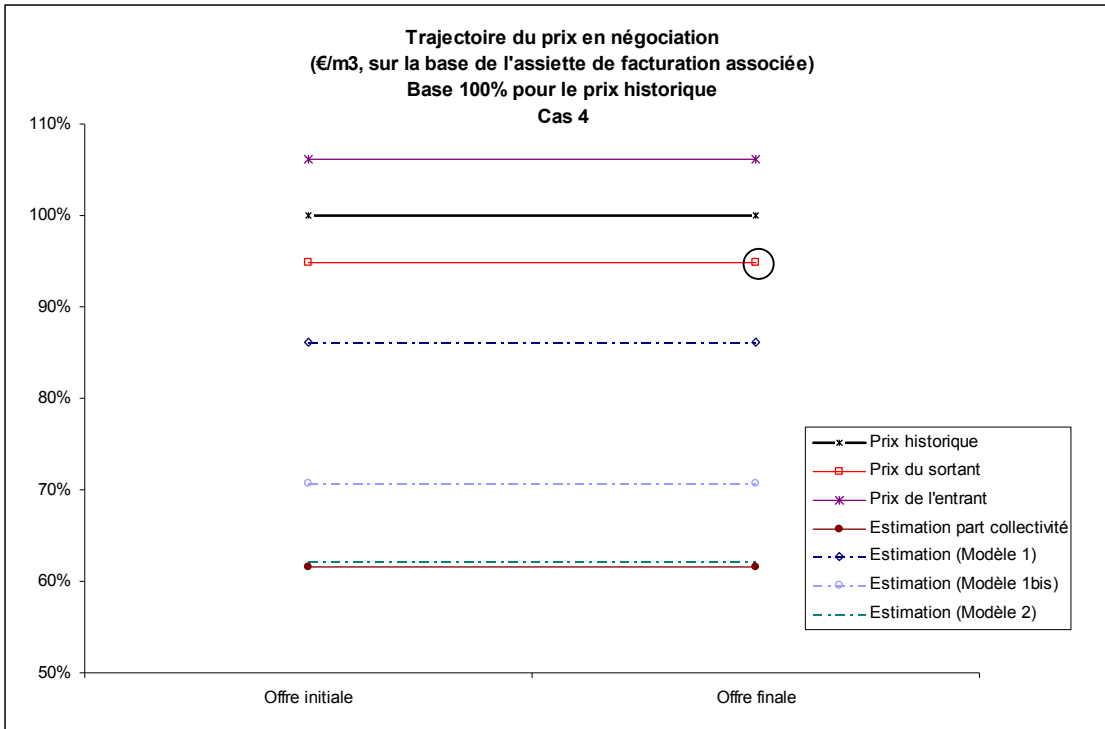 Trajectoire du prix en négociation
(€/m3, sur la base de l'assiette de facturation associée)
Base 100% pour le prix historique
Cas 4
110%
100%
90%
80%
70%
60%
50%
Prix historique
Prix du sortant
Prix de l'entrant
Estimation part collectivité
Estimation (Modèle 1)
Estimation (Modèle 1bis)
Estimation (Modèle 2)
Offre initiale
Offre finale